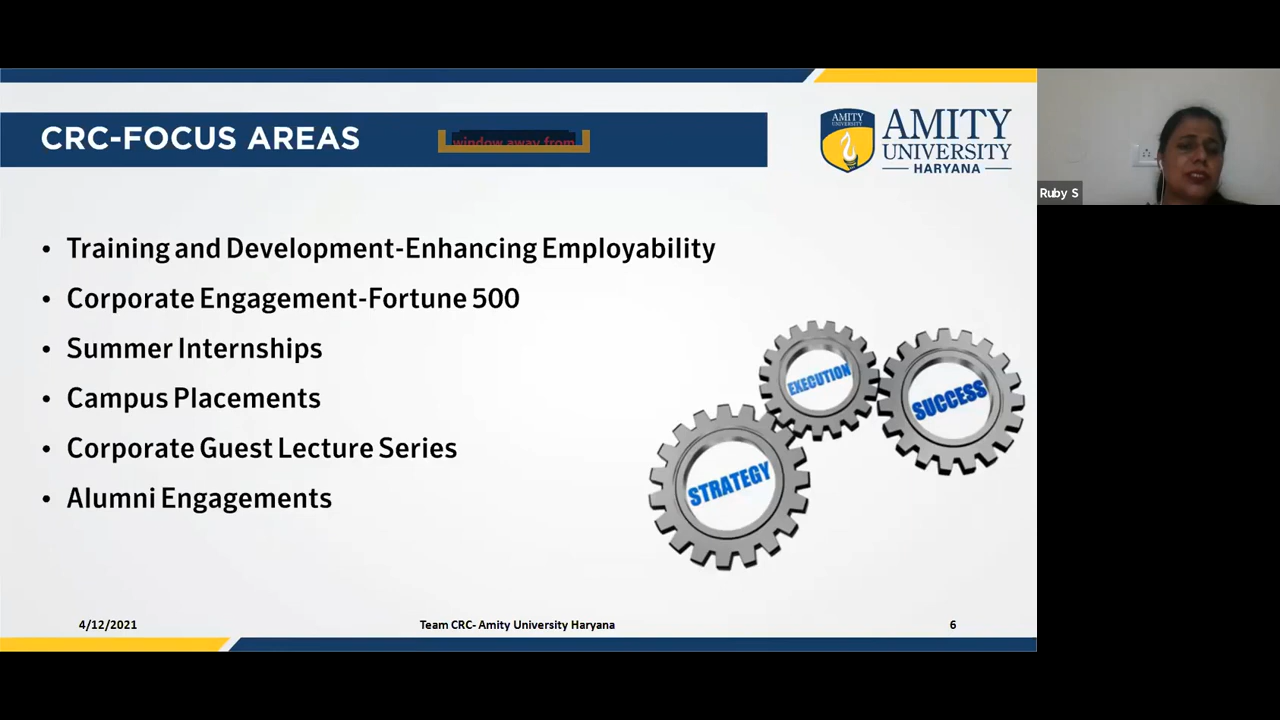 CRC-FOCUS AREAS
window away from
AMITY
UNIVERSITY
AMITY
UNIVERSITY
HARYANA
Ruby S
• Training and Development-Enhancing Employability
• Corporate Engagement-Fortune 500
• Summer Internships
• Campus Placements
• Corporate Guest Lecture Series
• Alumni Engagements
EXECUTION
SUCCESS
STRATEGY
4/12/2021
Team CRC- Amity University Haryana
6